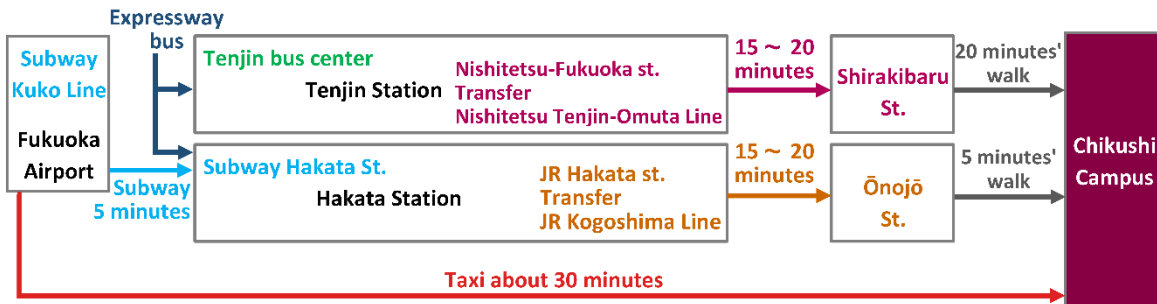 Expressway
bus
Subway
Kuko Line
Fukuoka
Airport
Subway
5 minutes
Tenjin bus center
Tenjin Station
Nishitetsu-Fukuoka st.
Transfer
Nishitetsu Tenjin-Omuta Line
15 ~ 20
minutes
Shirakibaru
St.
20 minutes'
walk
Subway Hakata St.
Hakata Station
JR Hakata st.
Transfer
JR Kogoshima Line
15 ~ 20
minutes
Ōnojō
St.
5 minutes'
walk
Chikushi
Campus
Taxi about 30 minutes